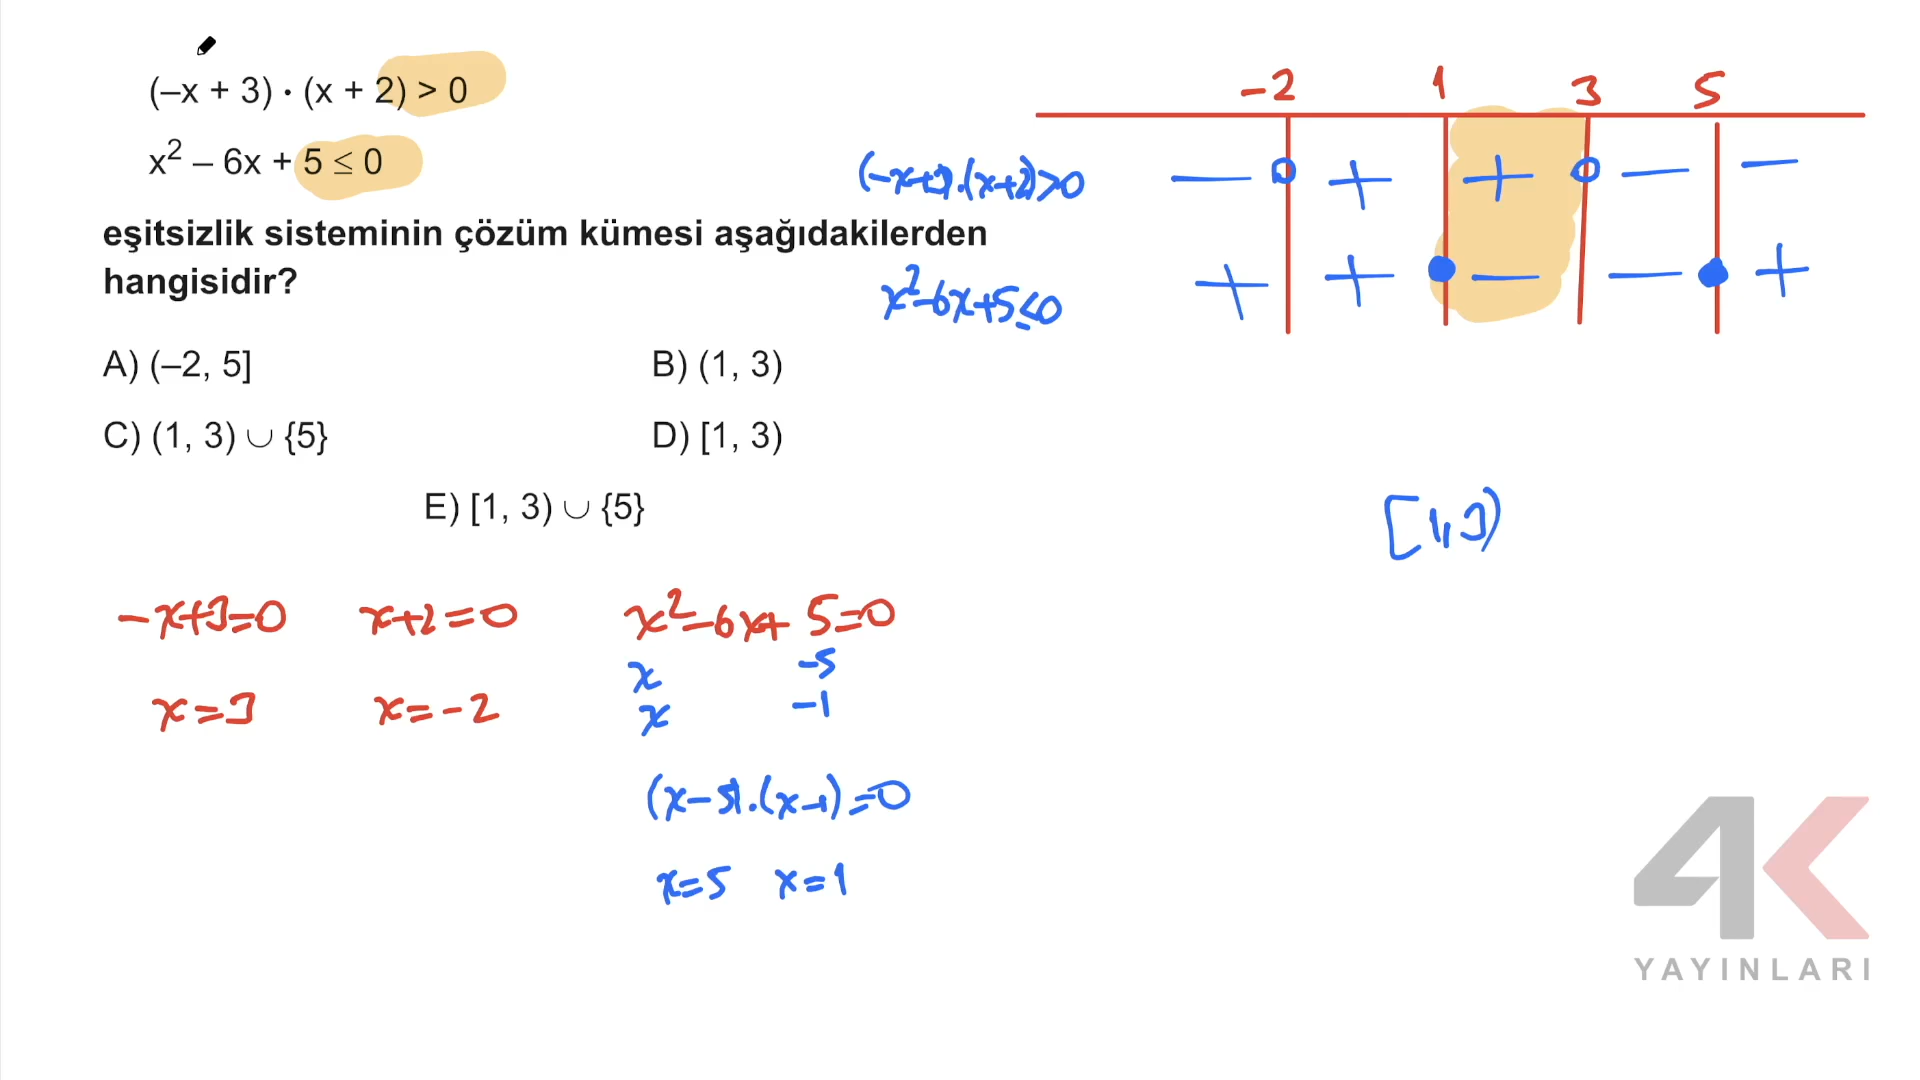 (–x + 3) · (x + 2) > 0
x² – 6x + 5 ≤ 0
eşitsizlik sisteminin çözüm kümesi aşağıdakilerden
hangisidir?
A) (–2, 5]
B) (1, 3)
C) (1, 3) ∪ {5}
D) [1, 3)
E) [1, 3) ∪ {5}
-x+3=0 x+2=0 x²-6x+5=0
x -5
x -1
x=3 x=-2
(x-5).(x-1)=0
x=5 x=1
-2 1 3 5
(-x+3).(x+2)>0 — + + — —
x²-6x+5≤0 + + — — +
[1,3)
4K
YAYINLARI